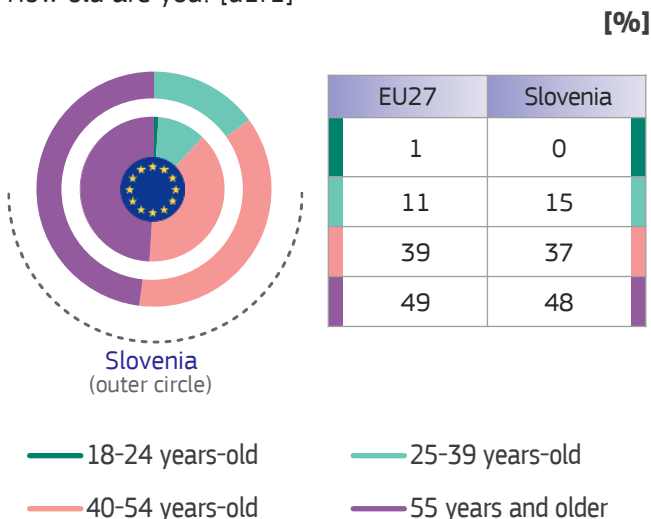 [%]
EU27 Slovenia
1 0
11 15
39 37
49 48
Slovenia
(outer circle)
18-24 years-old 25-39 years-old
40-54 years-old 55 years and older